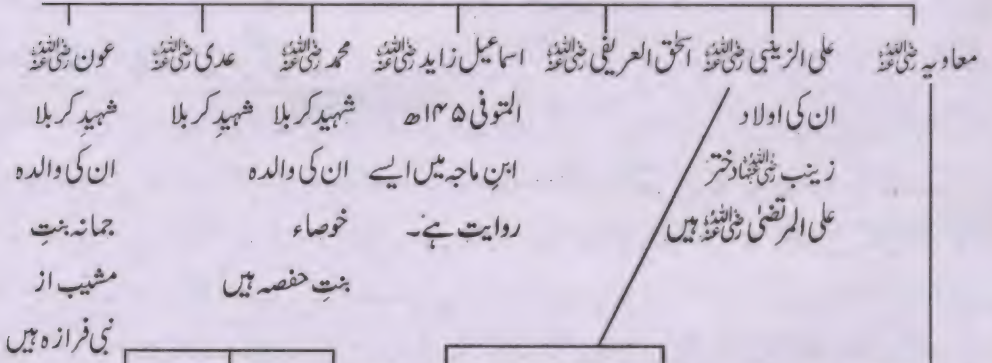 معاویہ رضی اللہ عنہ
علی الزینبی رضی اللہ عنہ
ان کی اولاد
زینب رضی اللہ عنہا دختر
علی المرتضیٰ رضی اللہ عنہ ہیں
اسحٰق العریفی رضی اللہ عنہ
اسماعیل زاید رضی اللہ عنہ
المتوفی ۱۴۵ھ
ابنِ ماجہ میں ایسے
روایت ہے۔
محمد رضی اللہ عنہ
شہیدِ کربلا
ان کی والدہ
خوصاء
بنتِ حفصہ ہیں
عدی رضی اللہ عنہ
شہیدِ کربلا
عون رضی اللہ عنہ
شہیدِ کربلا
ان کی والدہ
جمانہ بنتِ
مشیب از
نبی فرازہ ہیں